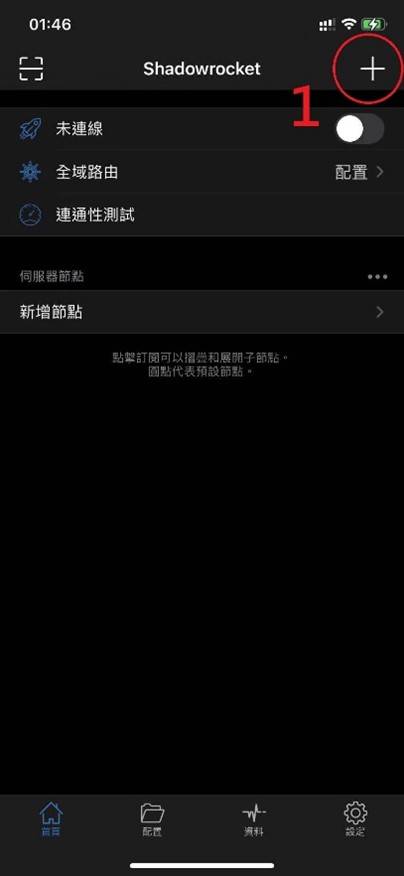 01:46
Shadowrocket
1
未連線
全域路由 配置
連通性測試
伺服器節點
新增節點
點擊訂閱可以摺疊和展開子節點。
圓點代表預設節點。
首頁 配置 資料 設定